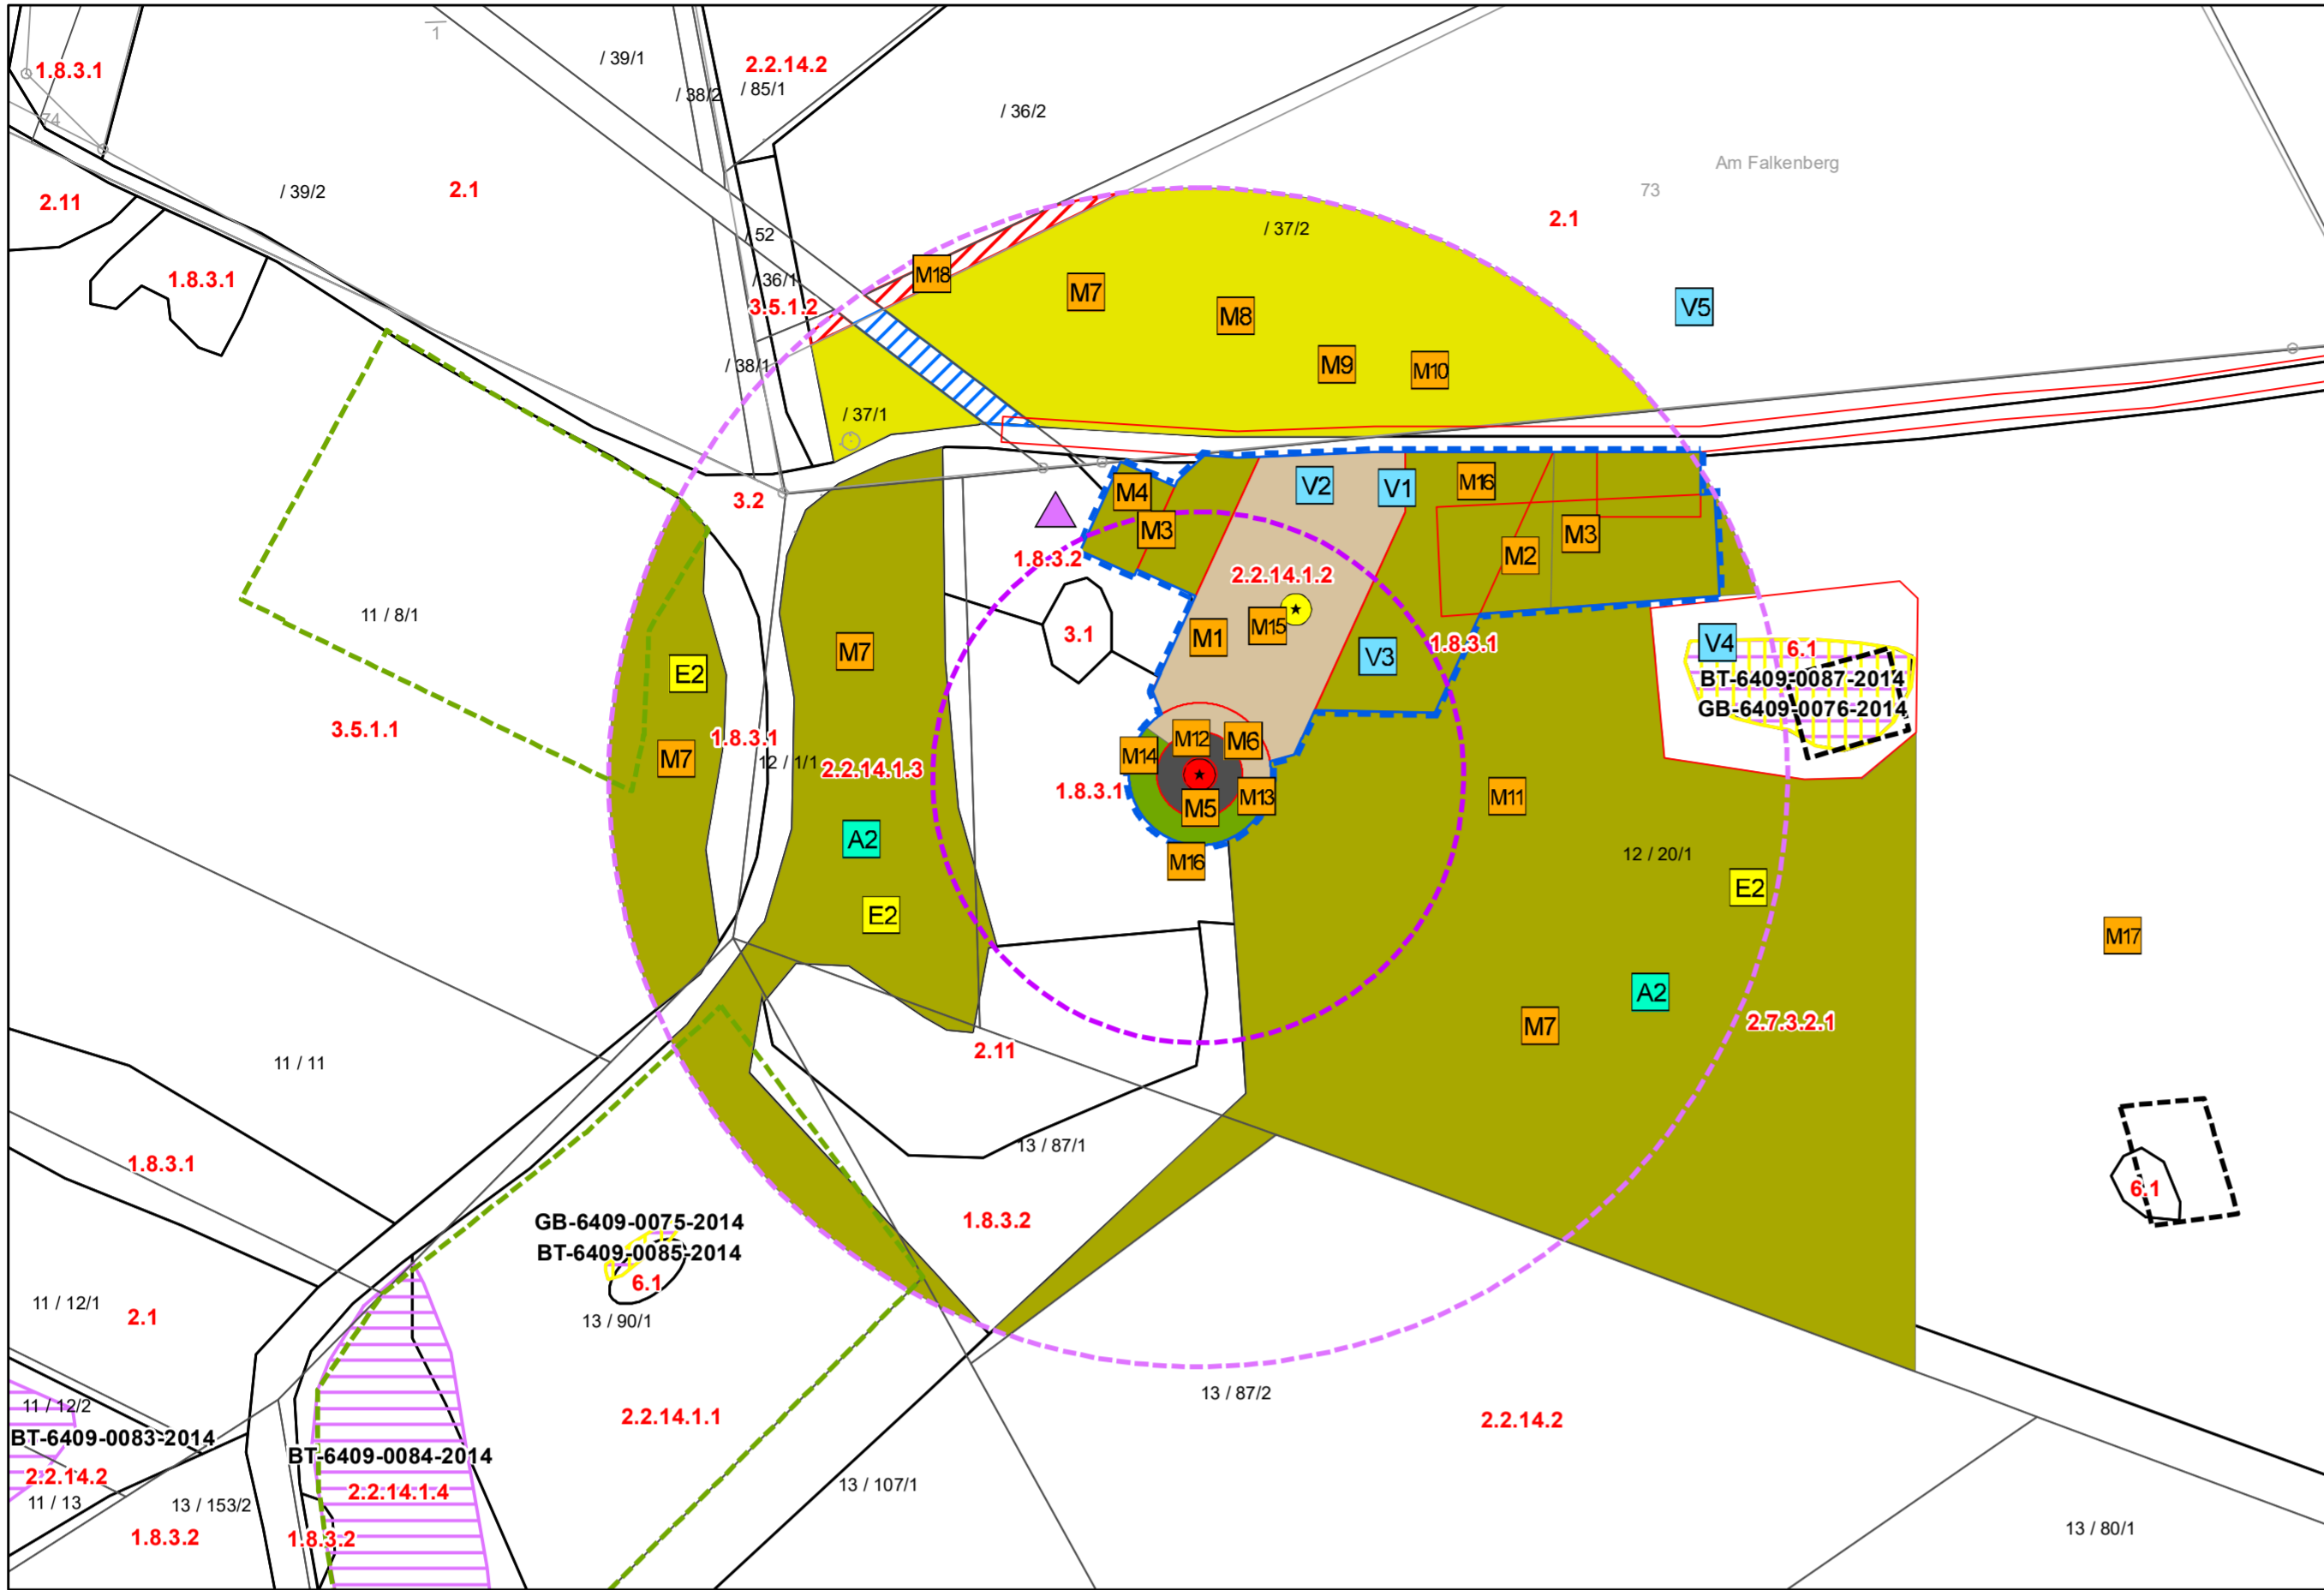 1
/ 39/1
2.2.14.2
1.8.3.1
/ 38/2
/ 85/1
/ 36/2
74
Am Falkenberg
/ 39/2
2.1
73
2.11
2.1
/ 37/2
/ 52
1.8.3.1
M18
/ 36/1
M7
3.5.1.2
V5
M8
/ 38/1
M9
M10
/ 37/1
3.2
M4
V2
V1
M16
M3
M3
1.8.3.2
M2
2.2.14.1.2
11 / 8/1
M15
3.1
M1
1.8.3.1
V4
M7
V3
6.1
E2
BT-6409-0087-2014
GB-6409-0076-2014
3.5.1.1
1.8.3.1
M12
M6
M14
M7
12 / 1/1
2.2.14.1.3
1.8.3.1
M13
M11
M5
A2
M16
12 / 20/1
E2
E2
M17
A2
M7
2.7.3.2.1
2.11
11 / 11
13 / 87/1
1.8.3.1
6.1
GB-6409-0075-2014
1.8.3.2
BT-6409-0085-2014
6.1
11 / 12/1
2.1
13 / 90/1
13 / 87/2
11 / 12/2
2.2.14.1.1
2.2.14.2
BT-6409-0083-2014
BT-6409-0084-2014
2.2.14.2
13 / 107/1
2.2.14.1.4
11 / 13
13 / 153/2
13 / 80/1
1.8.3.2
1.8.3.2